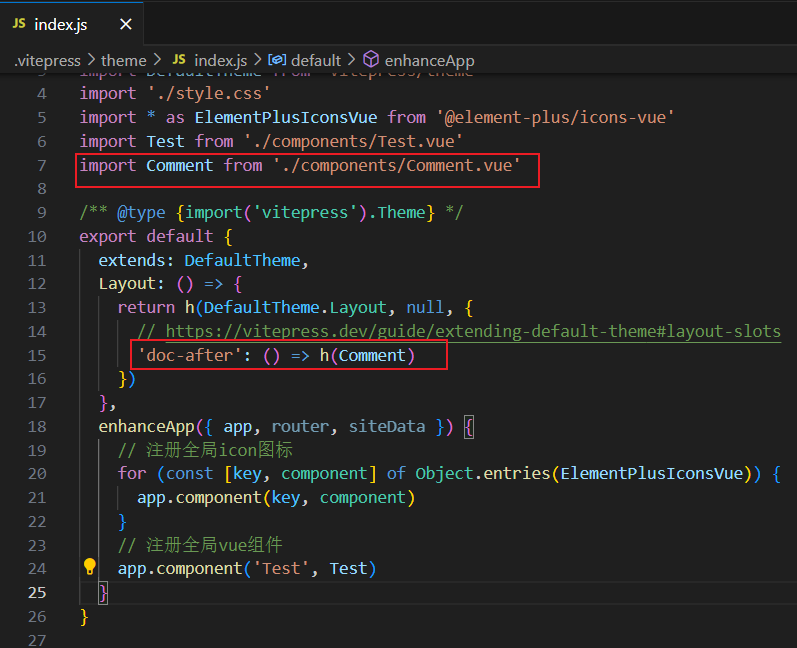 JS index.js ×
.vitepress > theme > JS index.js > default > enhanceApp
3 import DefaultTheme from 'vitepress/theme'
4 import './style.css'
5 import * as ElementPlusIconsVue from '@element-plus/icons-vue'
6 import Test from './components/Test.vue'
7 import Comment from './components/Comment.vue'
8
9 /** @type {import('vitepress').Theme} */
10 export default {
11 extends: DefaultTheme,
12 Layout: () => {
13 return h(DefaultTheme.Layout, null, {
14 // https://vitepress.dev/guide/extending-default-theme#layout-slots
15 'doc-after': () => h(Comment)
16 })
17 },
18 enhanceApp({ app, router, siteData }) {
19 // 注册全局icon图标
20 for (const [key, component] of Object.entries(ElementPlusIconsVue)) {
21 app.component(key, component)
22 }
23 // 注册全局vue组件
24 app.component('Test', Test)
25 }
26 }
27